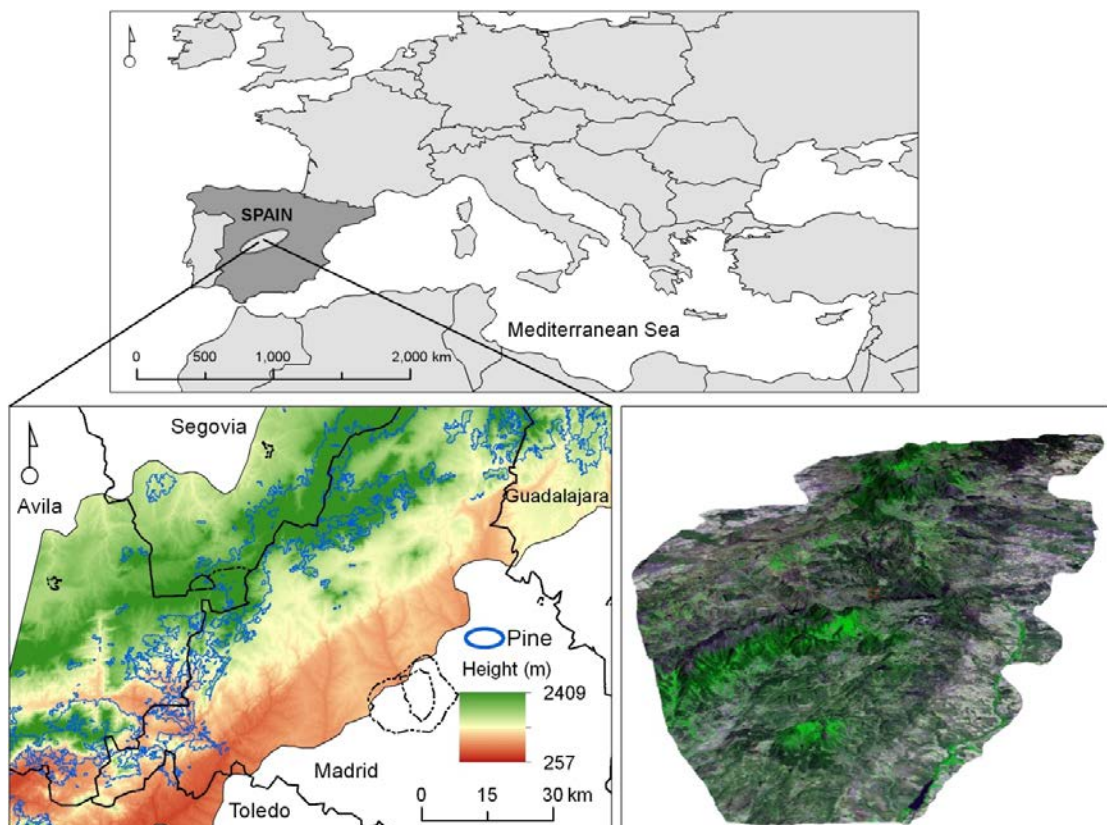 SPAIN
Mediterranean Sea
0 500 1,000 2,000 km
Segovia
Avila
Guadalajara
Pine
Height (m)
2409
257
Madrid
Toledo
0 15 30 km